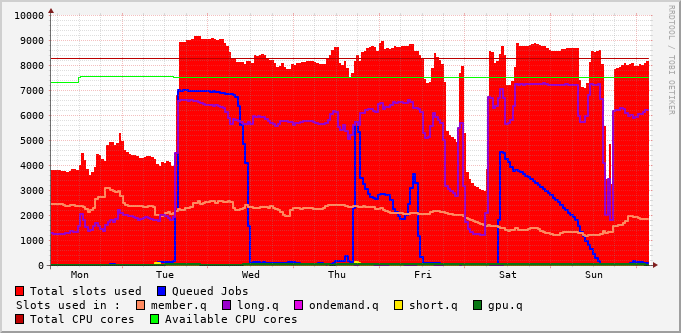 10000
9000
8000
7000
6000
5000
4000
3000
2000
1000
0
Mon Tue Wed Thu Fri Sat Sun
RRDTOOL / TOBI OETIKER
Total slots used Queued Jobs
Slots used in : member.q long.q ondemand.q short.q gpu.q
Total CPU cores Available CPU cores